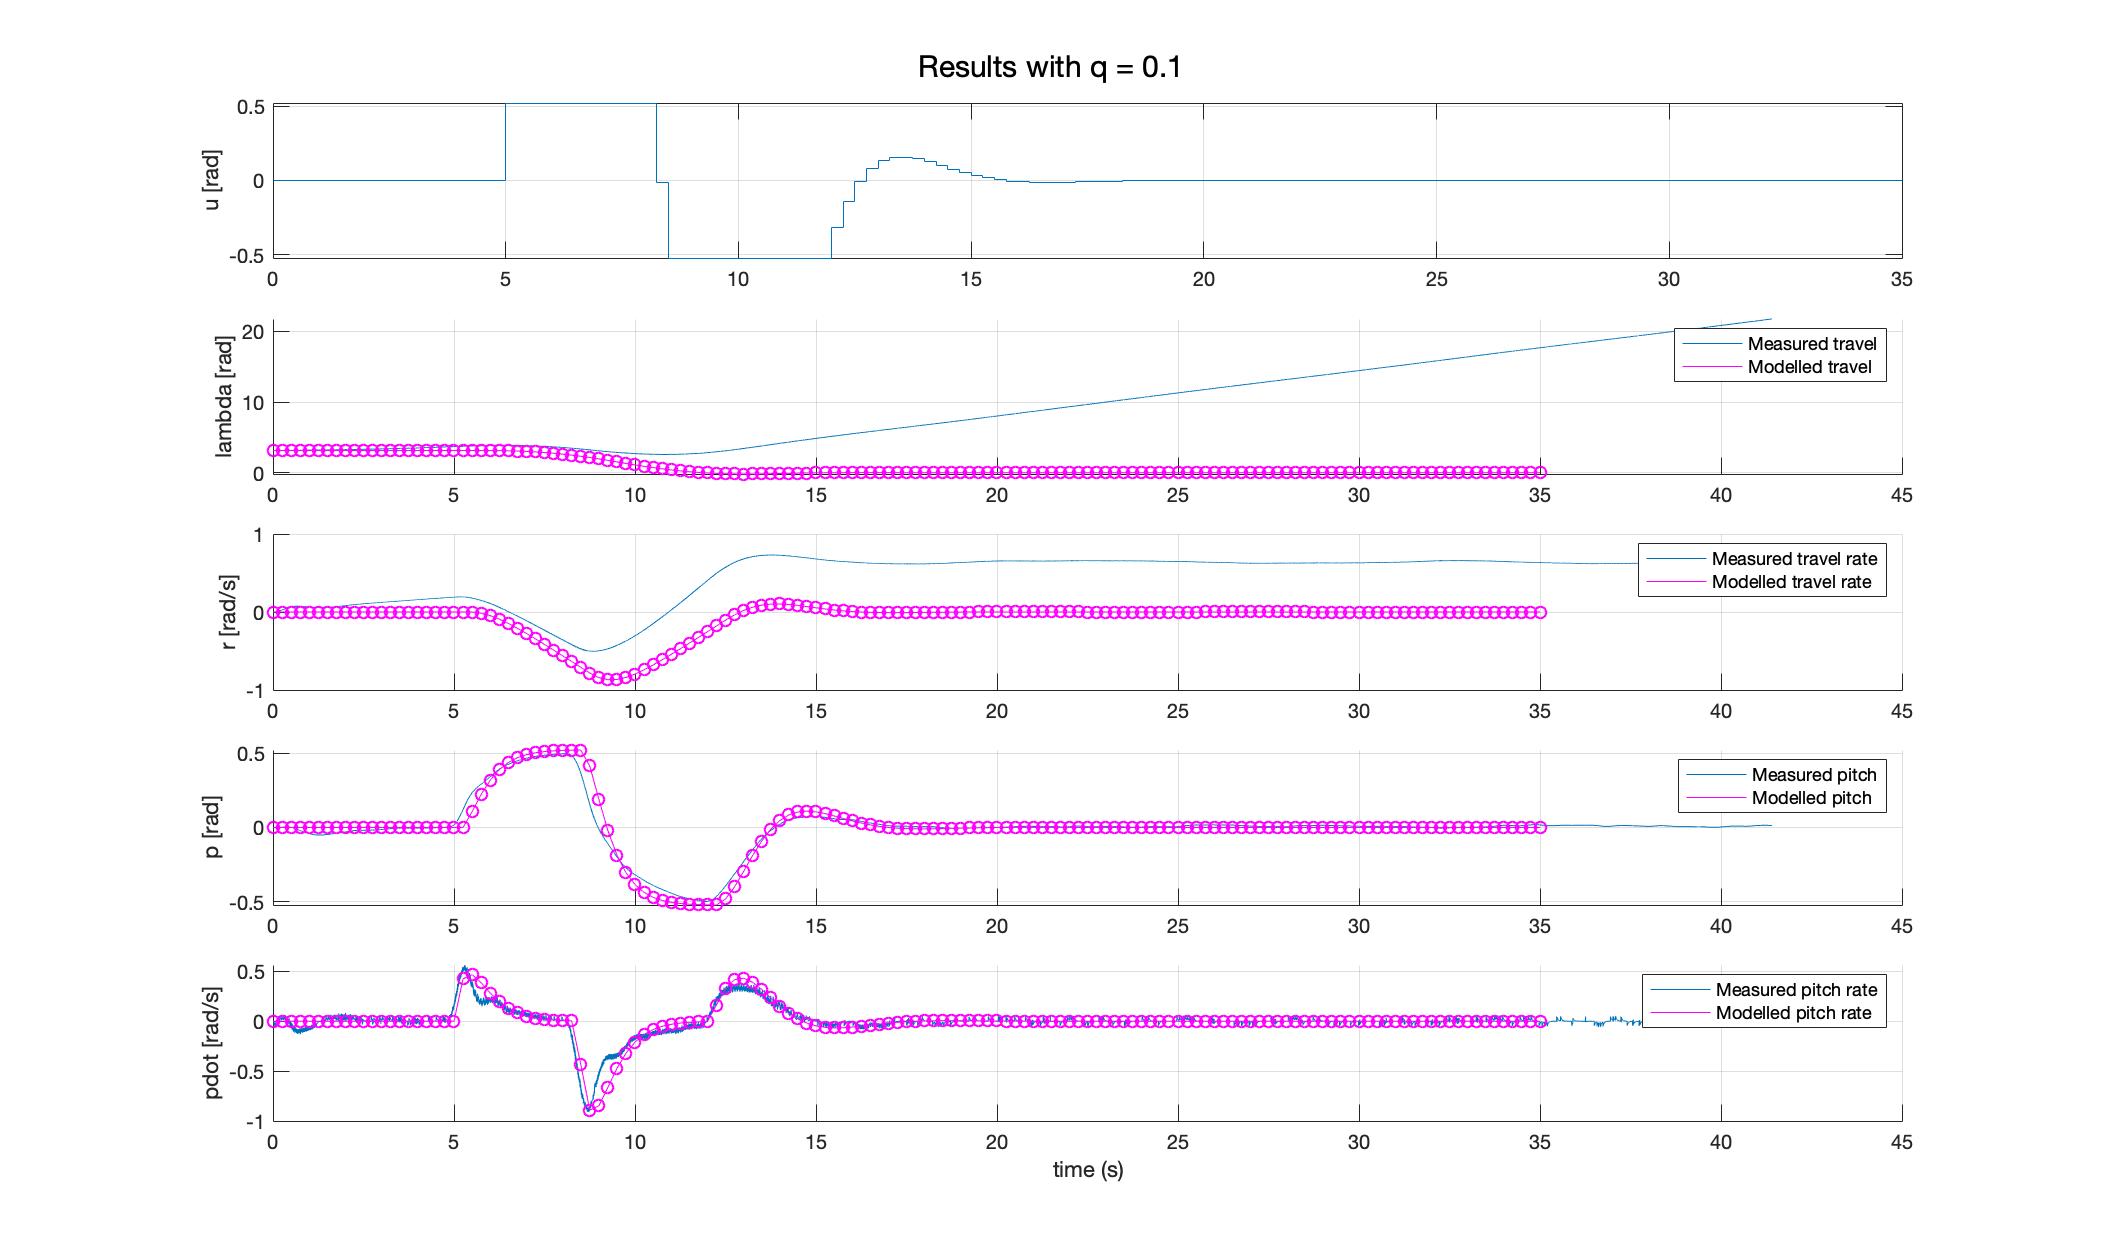 Results with q = 0.1
u [rad]
0.5
0
-0.5
0 5 10 15 20 25 30 35
lambda [rad]
20
10
0
Measured travel
Modelled travel
0 5 10 15 20 25 30 35 40 45
r [rad/s]
1
0
-1
Measured travel rate
Modelled travel rate
0 5 10 15 20 25 30 35 40 45
p [rad]
0.5
0
-0.5
Measured pitch
Modelled pitch
0 5 10 15 20 25 30 35 40 45
pdot [rad/s]
0.5
0
-0.5
-1
Measured pitch rate
Modelled pitch rate
0 5 10 15 20 25 30 35 40 45
time (s)